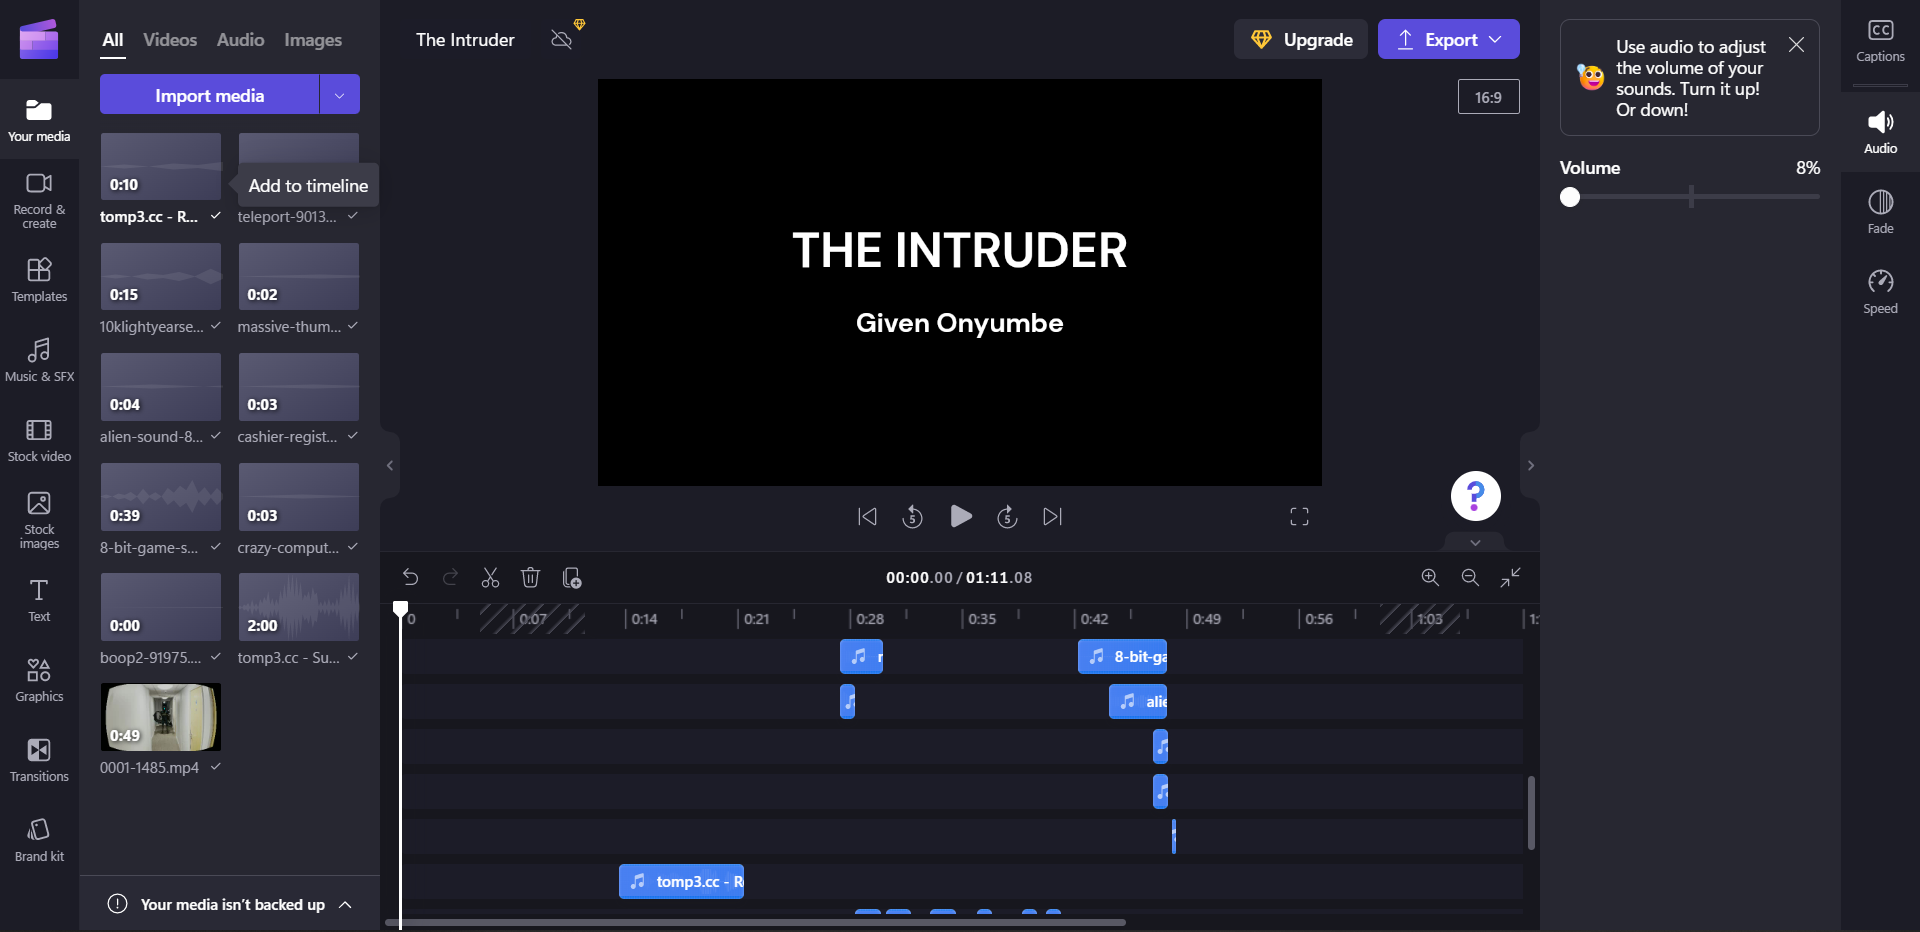 All Videos Audio Images
Import media
Your media
Record &
create
Templates
Music & SFX
Stock video
Stock
images
Text
Graphics
Transitions
Brand kit
0:10
tomp3.cc - R...
Add to timeline
teleport-9013...
0:15
10klightyearse...
0:02
massive-thum...
0:04
alien-sound-8...
0:03
cashier-regist...
0:39
8-bit-game-s...
0:03
crazy-comput...
0:00
boop2-91975....
2:00
tomp3.cc - Su...
0:49
0001-1485.mp4
Your media isn't backed up
The Intruder
Upgrade
Export
16:9
THE INTRUDER
Given Onyumbe
5
5
?
00:00.00 / 01:11.08
0 0:07 0:14 0:21 0:28 0:35 0:42 0:49 0:56 1:03 1:
8-bit-ga
alie
tomp3.cc - R
Use audio to adjust
the volume of your
sounds. Turn it up!
Or down!
Volume 8%
CC
Captions
Audio
Fade
Speed